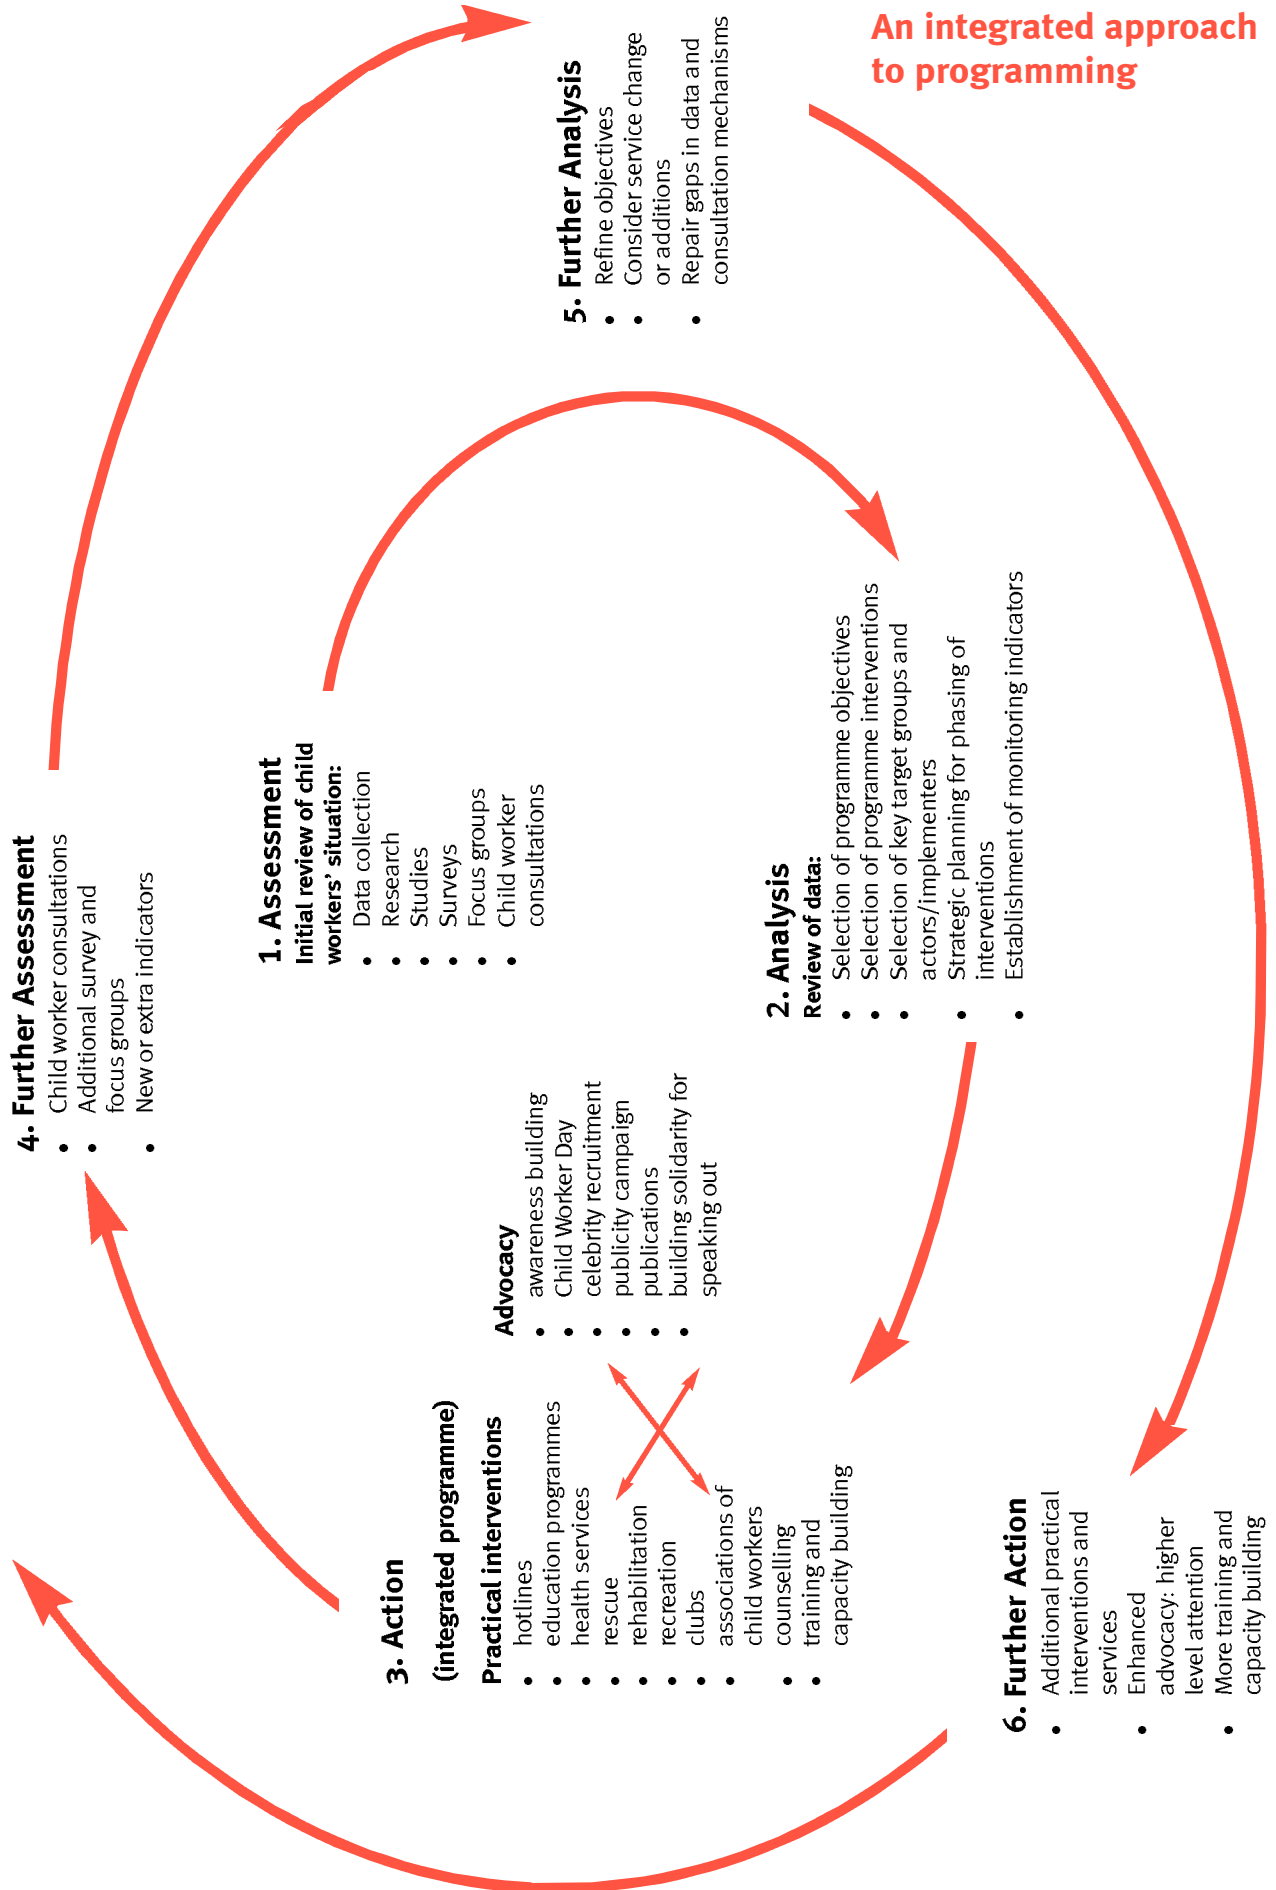 An integrated approach
to programming
1. Assessment
Initial review of child
workers’ situation:
• Data collection
• Research
• Studies
• Surveys
• Focus groups
• Child worker
consultations
2. Analysis
Review of data:
• Selection of programme objectives
• Selection of programme interventions
• Selection of key target groups and
actors/implementers
• Strategic planning for phasing of
interventions
• Establishment of monitoring indicators
3. Action
(integrated programme)
Practical interventions
• hotlines
• education programmes
• health services
• rescue
• rehabilitation
• recreation
• clubs
• associations of
child workers
• counselling
• training and
capacity building
Advocacy
• awareness building
• Child Worker Day
• celebrity recruitment
• publicity campaign
• publications
• building solidarity for
speaking out
4. Further Assessment
• Child worker consultations
• Additional survey and
focus groups
• New or extra indicators
5. Further Analysis
• Refine objectives
• Consider service change
or additions
• Repair gaps in data and
consultation mechanisms
6. Further Action
• Additional practical
interventions and
services
• Enhanced
advocacy: higher
level attention
• More training and
capacity building